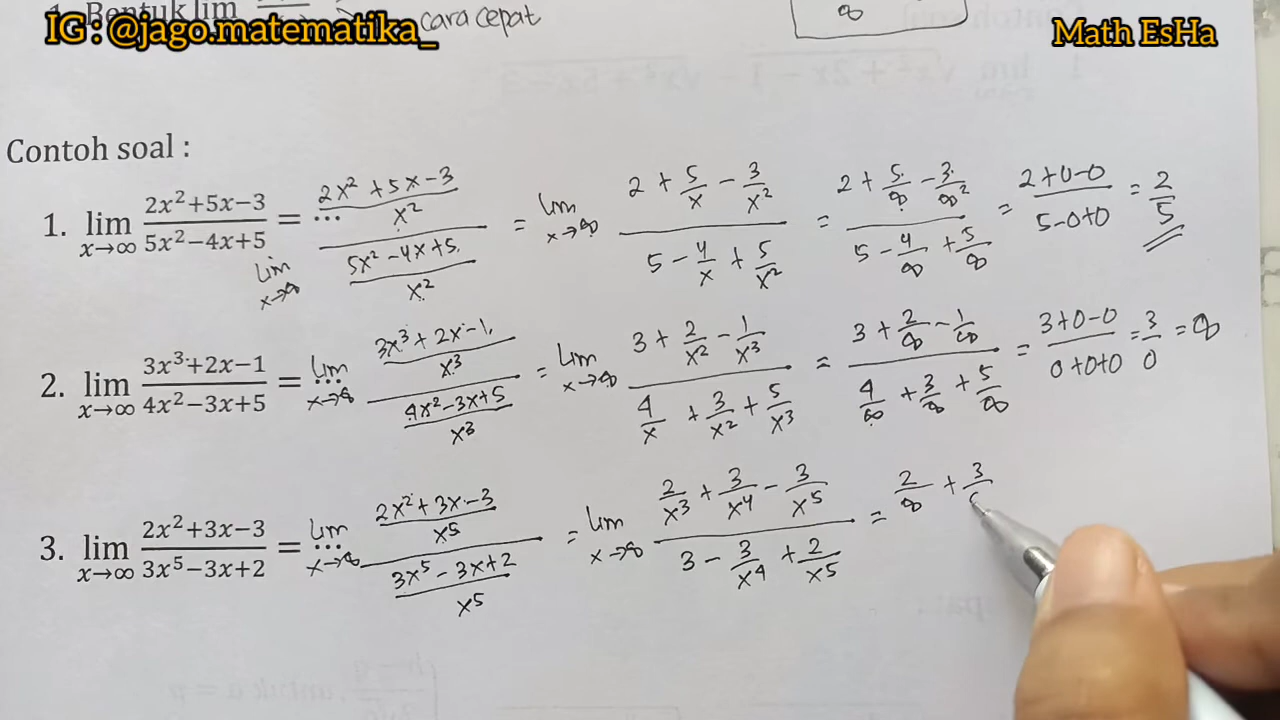 1. Bentuk lim
cara cepat
∞
IG : @jago.matematika_
Math EsHa
Contoh soal :
1. lim x→∞ (2x²+5x−3)/(5x²−4x+5) = ... lim x→∞ ((2x²+5x−3)/x²)/((5x²−4x+5)/x²) = lim x→∞ (2 + 5/x − 3/x²)/(5 − 4/x + 5/x²) = (2 + 5/∞ − 3/∞²)/(5 − 4/∞ + 5/∞) = (2+0−0)/(5−0+0) = 2/5
2. lim x→∞ (3x³+2x−1)/(4x²−3x+5) = ... lim x→∞ ((3x³+2x−1)/x³)/((4x²−3x+5)/x³) = lim x→∞ (3 + 2/x² − 1/x³)/(4/x + 3/x² + 5/x³) = (3 + 2/∞ − 1/∞)/(4/∞ + 3/∞ + 5/∞) = (3+0−0)/(0+0+0) = 3/0 = ∞
3. lim x→∞ (2x²+3x−3)/(3x⁵−3x+2) = ... lim x→∞ ((2x²+3x−3)/x⁵)/((3x⁵−3x+2)/x⁵) = lim x→∞ (2/x³ + 3/x⁴ − 3/x⁵)/(3 − 3/x⁴ + 2/x⁵) = 2/∞ + 3